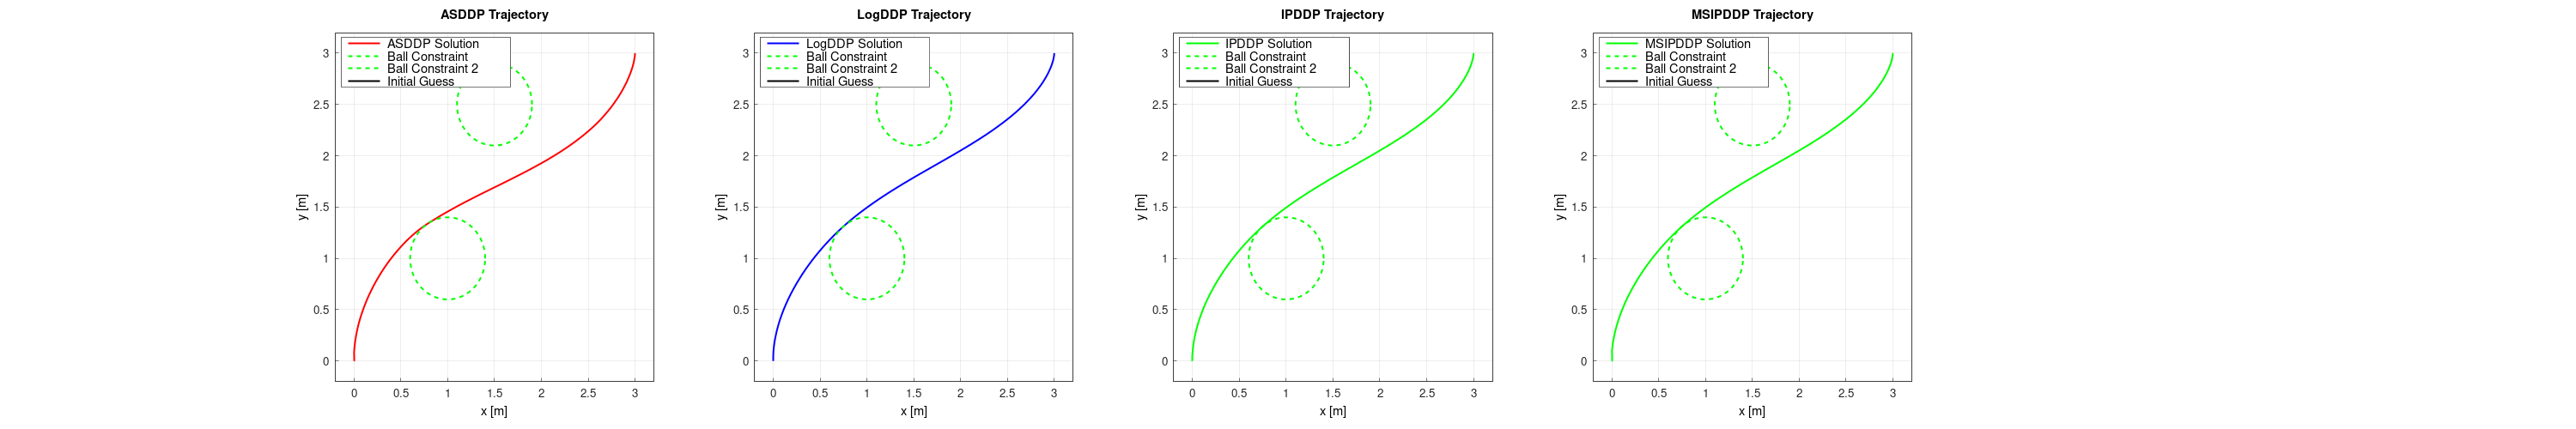 ASDDP Trajectory
ASDDP Solution
Ball Constraint
Ball Constraint 2
Initial Guess
3
2.5
2
1.5
1
0.5
0
y [m]
0 0.5 1 1.5 2 2.5 3
x [m]
LogDDP Trajectory
LogDDP Solution
Ball Constraint
Ball Constraint 2
Initial Guess
3
2.5
2
1.5
1
0.5
0
y [m]
0 0.5 1 1.5 2 2.5 3
x [m]
IPDDP Trajectory
IPDDP Solution
Ball Constraint
Ball Constraint 2
Initial Guess
3
2.5
2
1.5
1
0.5
0
y [m]
0 0.5 1 1.5 2 2.5 3
x [m]
MSIPDDP Trajectory
MSIPDDP Solution
Ball Constraint
Ball Constraint 2
Initial Guess
3
2.5
2
1.5
1
0.5
0
y [m]
0 0.5 1 1.5 2 2.5 3
x [m]